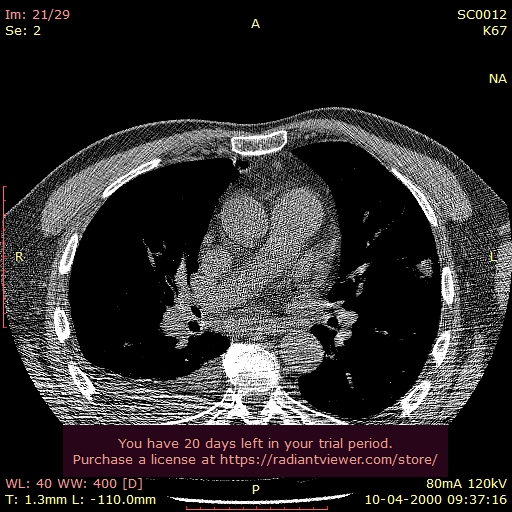 Im: 21/29
Se: 2
A
SC0012
K67
NA
R
L
You have 20 days left in your trial period.
Purchase a license at https://radiantviewer.com/store/
WL: 40 WW: 400 [D]
T: 1.3mm L: -110.0mm
P
80mA 120kV
10-04-2000 09:37:16